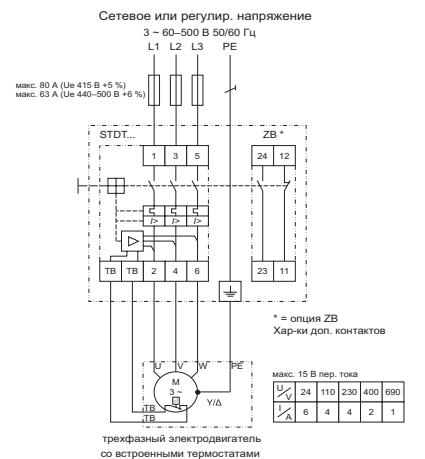 Сетевое или регулир. напряжение
3 ~ 60–500 В 50/60 Гц
L1 L2 L3 PE
макс. 80 А (Ue 415 В +5 %)
макс. 63 А (Ue 440–500 В +6 %)
STDT... ZB *
1 3 5 24 12
I> I> I>
TB TB 2 4 6 23 11
* = опция ZB
Хар-ки доп. контактов
U V W PE
M
3 ~
Y/Δ
TB
TB
макс. 15 В пер. тока
U/V 24 110 230 400 690
I/A 6 4 4 2 1
трехфазный электродвигатель
со встроенными термостатами